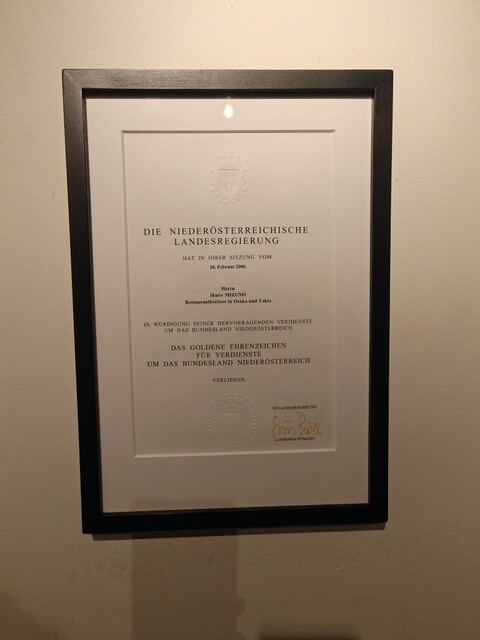 DIE NIEDERÖSTERREICHISCHE
LANDESREGIERUNG
HAT IN IHRER SITZUNG VOM
28. Februar 2006
Herrn
Ikuro MIZUNO
Restaurantbesitzer in Osaka und Tokio
IN WÜRDIGUNG SEINER HERVORRAGENDEN VERDIENSTE
UM DAS BUNDESLAND NIEDERÖSTERREICH
DAS GOLDENE EHRENZEICHEN
FÜR VERDIENSTE
UM DAS BUNDESLAND NIEDERÖSTERREICH
VERLIEHEN.
NÖ LANDESREGIERUNG
LANDESHAUPTMANN